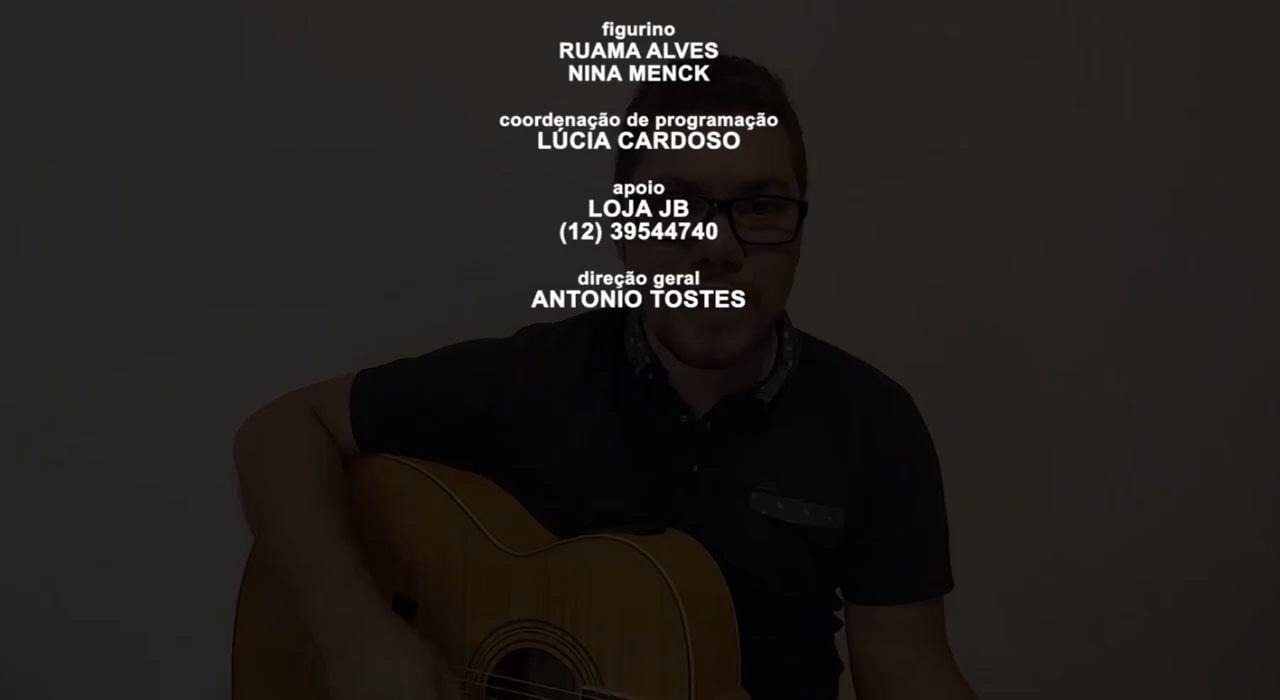 figurino
RUAMA ALVES
NINA MENCK
coordenação de programação
LÚCIA CARDOSO
apoio
LOJA JB
(12) 39544740
direção geral
ANTONIO TOSTES